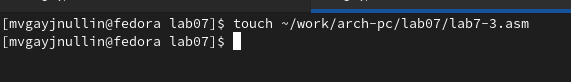 [mvgayjnullin@fedora lab07]$ touch ~/work/arch-pc/lab07/lab7-3.asm
[mvgayjnullin@fedora lab07]$